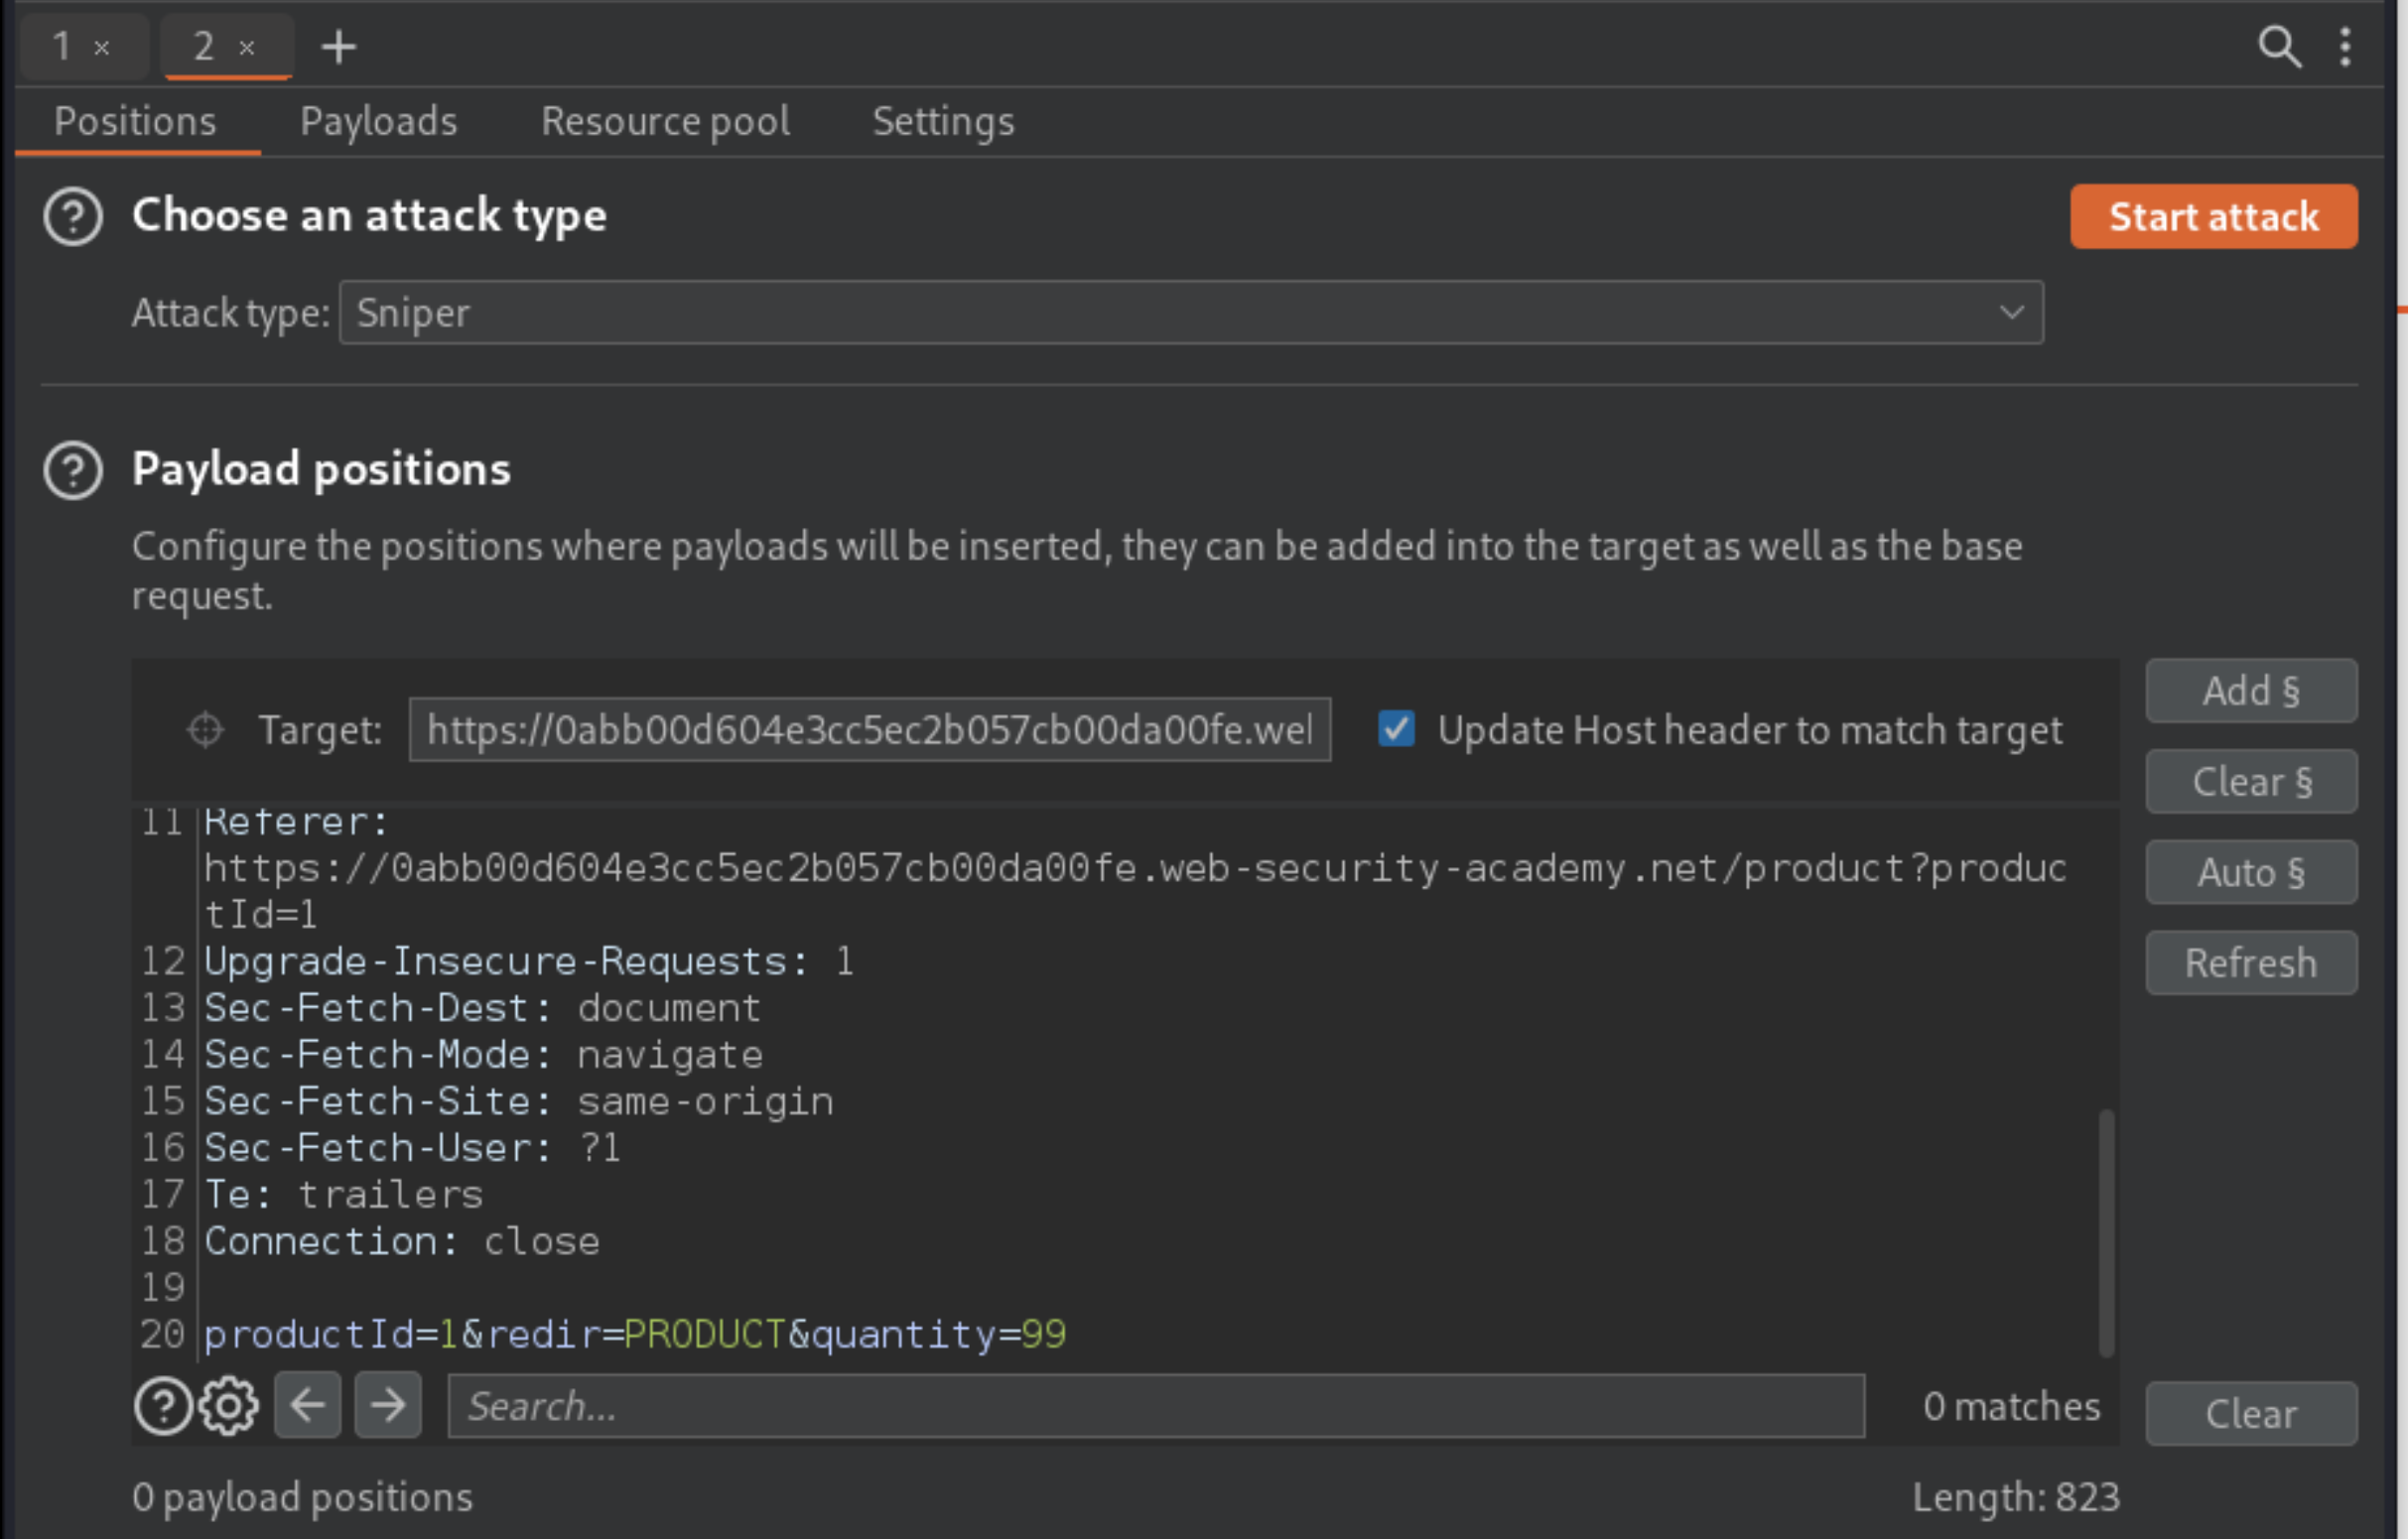 1 ×
2 ×
+
Positions
Payloads
Resource pool
Settings
Choose an attack type
Start attack
Attack type: Sniper
Payload positions
Configure the positions where payloads will be inserted, they can be added into the target as well as the base
request.
Target: https://0abb00d604e3cc5ec2b057cb00da00fe.wel
Update Host header to match target
Add §
Clear §
Auto §
Refresh
11 Referer:
https://0abb00d604e3cc5ec2b057cb00da00fe.web-security-academy.net/product?produc
tId=1
12 Upgrade-Insecure-Requests: 1
13 Sec-Fetch-Dest: document
14 Sec-Fetch-Mode: navigate
15 Sec-Fetch-Site: same-origin
16 Sec-Fetch-User: ?1
17 Te: trailers
18 Connection: close
19
20 productId=1&redir=PRODUCT&quantity=99
Search...
0 matches
Clear
0 payload positions
Length: 823